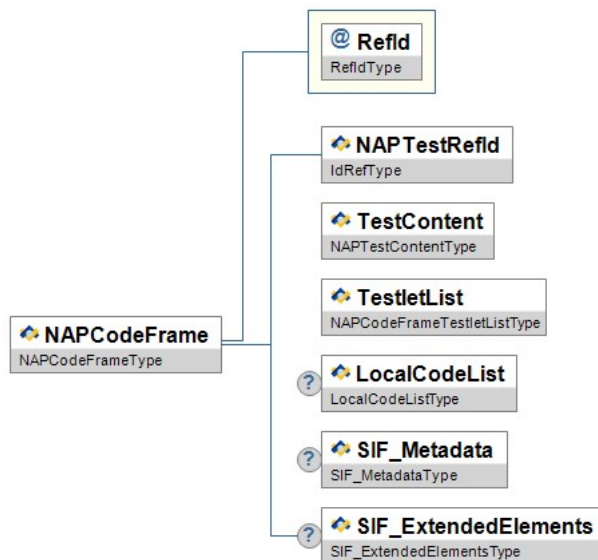 @ RefId
RefIdType
NAPTestRefId
IdRefType
TestContent
NAPTestContentType
TestletList
NAPCodeFrameTestletListType
NAPCodeFrame
NAPCodeFrameType
? LocalCodeList
LocalCodeListType
? SIF_Metadata
SIF_MetadataType
? SIF_ExtendedElements
SIF_ExtendedElementsType